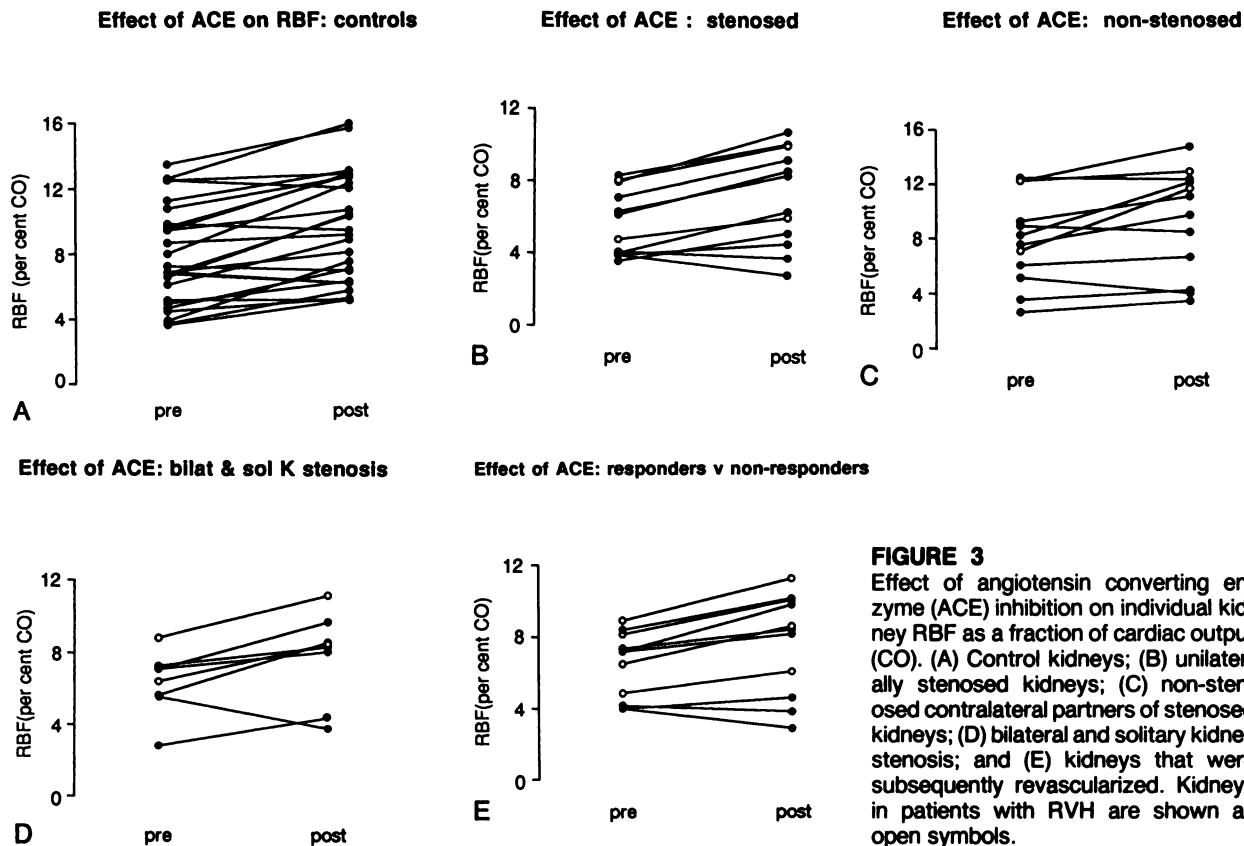 Effect of ACE on RBF: controls
Effect of ACE : stenosed
Effect of ACE: non-stenosed
16
12
8
4
0
RBF (per cent CO)
pre
post
A
12
8
4
0
RBF(per cent CO)
pre
post
B
16
12
8
4
0
RBF(per cent CO)
pre
post
C
Effect of ACE: bilat & sol K stenosis
Effect of ACE: responders v non-responders
12
8
4
0
RBF(per cent CO)
pre
post
D
12
8
4
0
RBF(per cent CO)
pre
post
E
FIGURE 3
Effect of angiotensin converting en
zyme (ACE) inhibition on individual kid
ney RBF as a fraction of cardiac outpu
(CO). (A) Control kidneys; (B) unilater
ally stenosed kidneys; (C) non-sten
osed contralateral partners of stenosed
kidneys; (D) bilateral and solitary kidne
stenosis; and (E) kidneys that wer
subsequently revascularized. Kidney
in patients with RVH are shown a
open symbols.